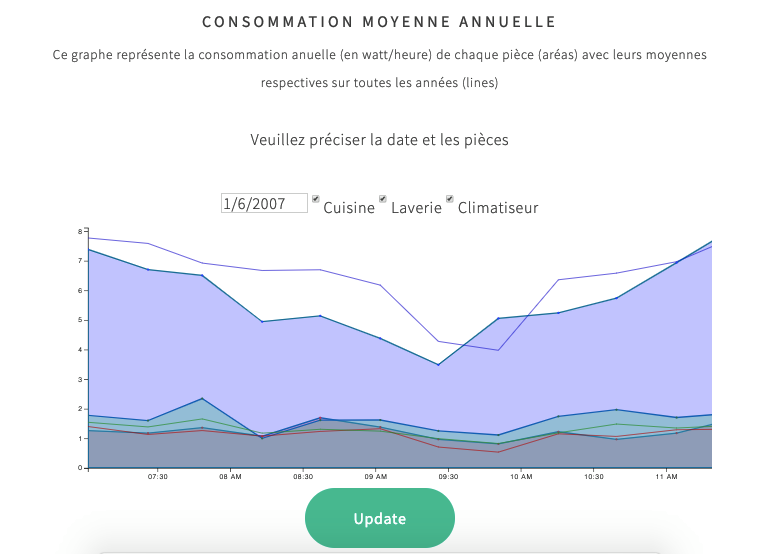 CONSOMMATION MOYENNE ANNUELLE
Ce graphe représente la consommation anuelle (en watt/heure) de chaque pièce (aréas) avec leurs moyennes
respectives sur toutes les années (lines)
Veuillez préciser la date et les pièces
1/6/2007 Cuisine Laverie Climatiseur
8
7
6
5
4
3
2
1
0
07:30 08 AM 08:30 09 AM 09:30 10 AM 10:30 11 AM
Update